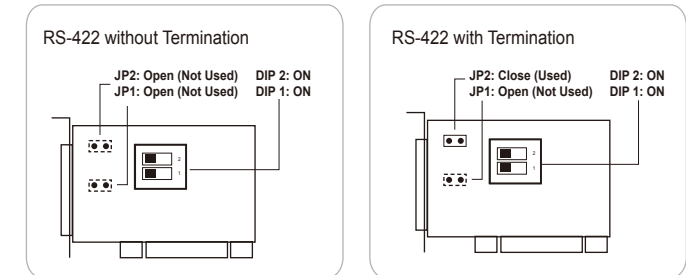 RS-422 without Termination
JP2: Open (Not Used) DIP 2: ON
JP1: Open (Not Used) DIP 1: ON
2
1
RS-422 with Termination
JP2: Close (Used) DIP 2: ON
JP1: Open (Not Used) DIP 1: ON
2
1